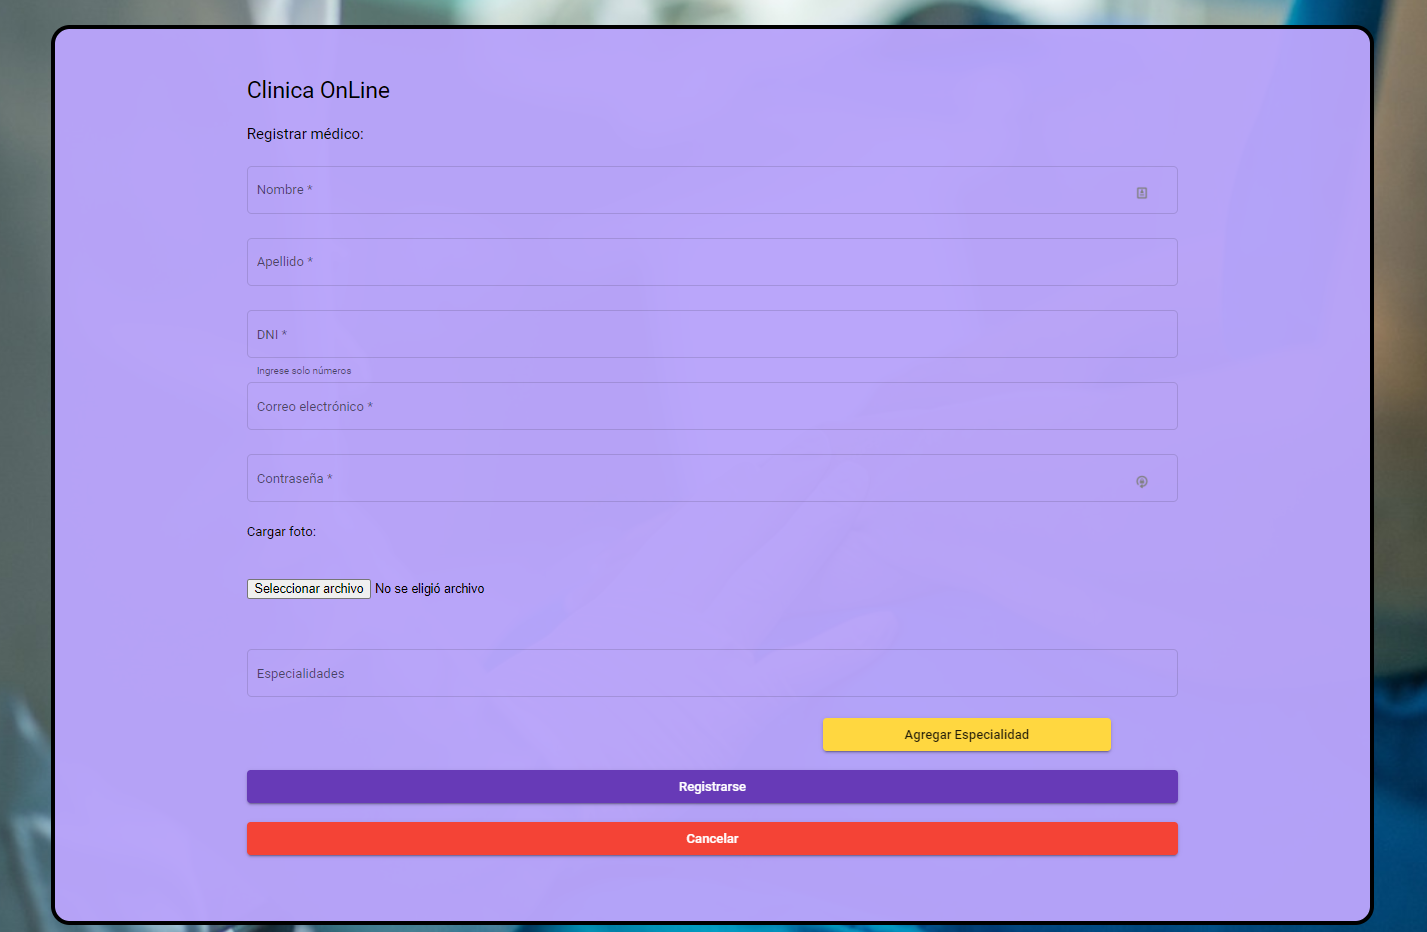 Clinica OnLine
Registrar médico:
Nombre *
Apellido *
DNI *
Ingrese solo números
Correo electrónico *
Contraseña *
Cargar foto:
Seleccionar archivo No se eligió archivo
Especialidades
Agregar Especialidad
Registrarse
Cancelar